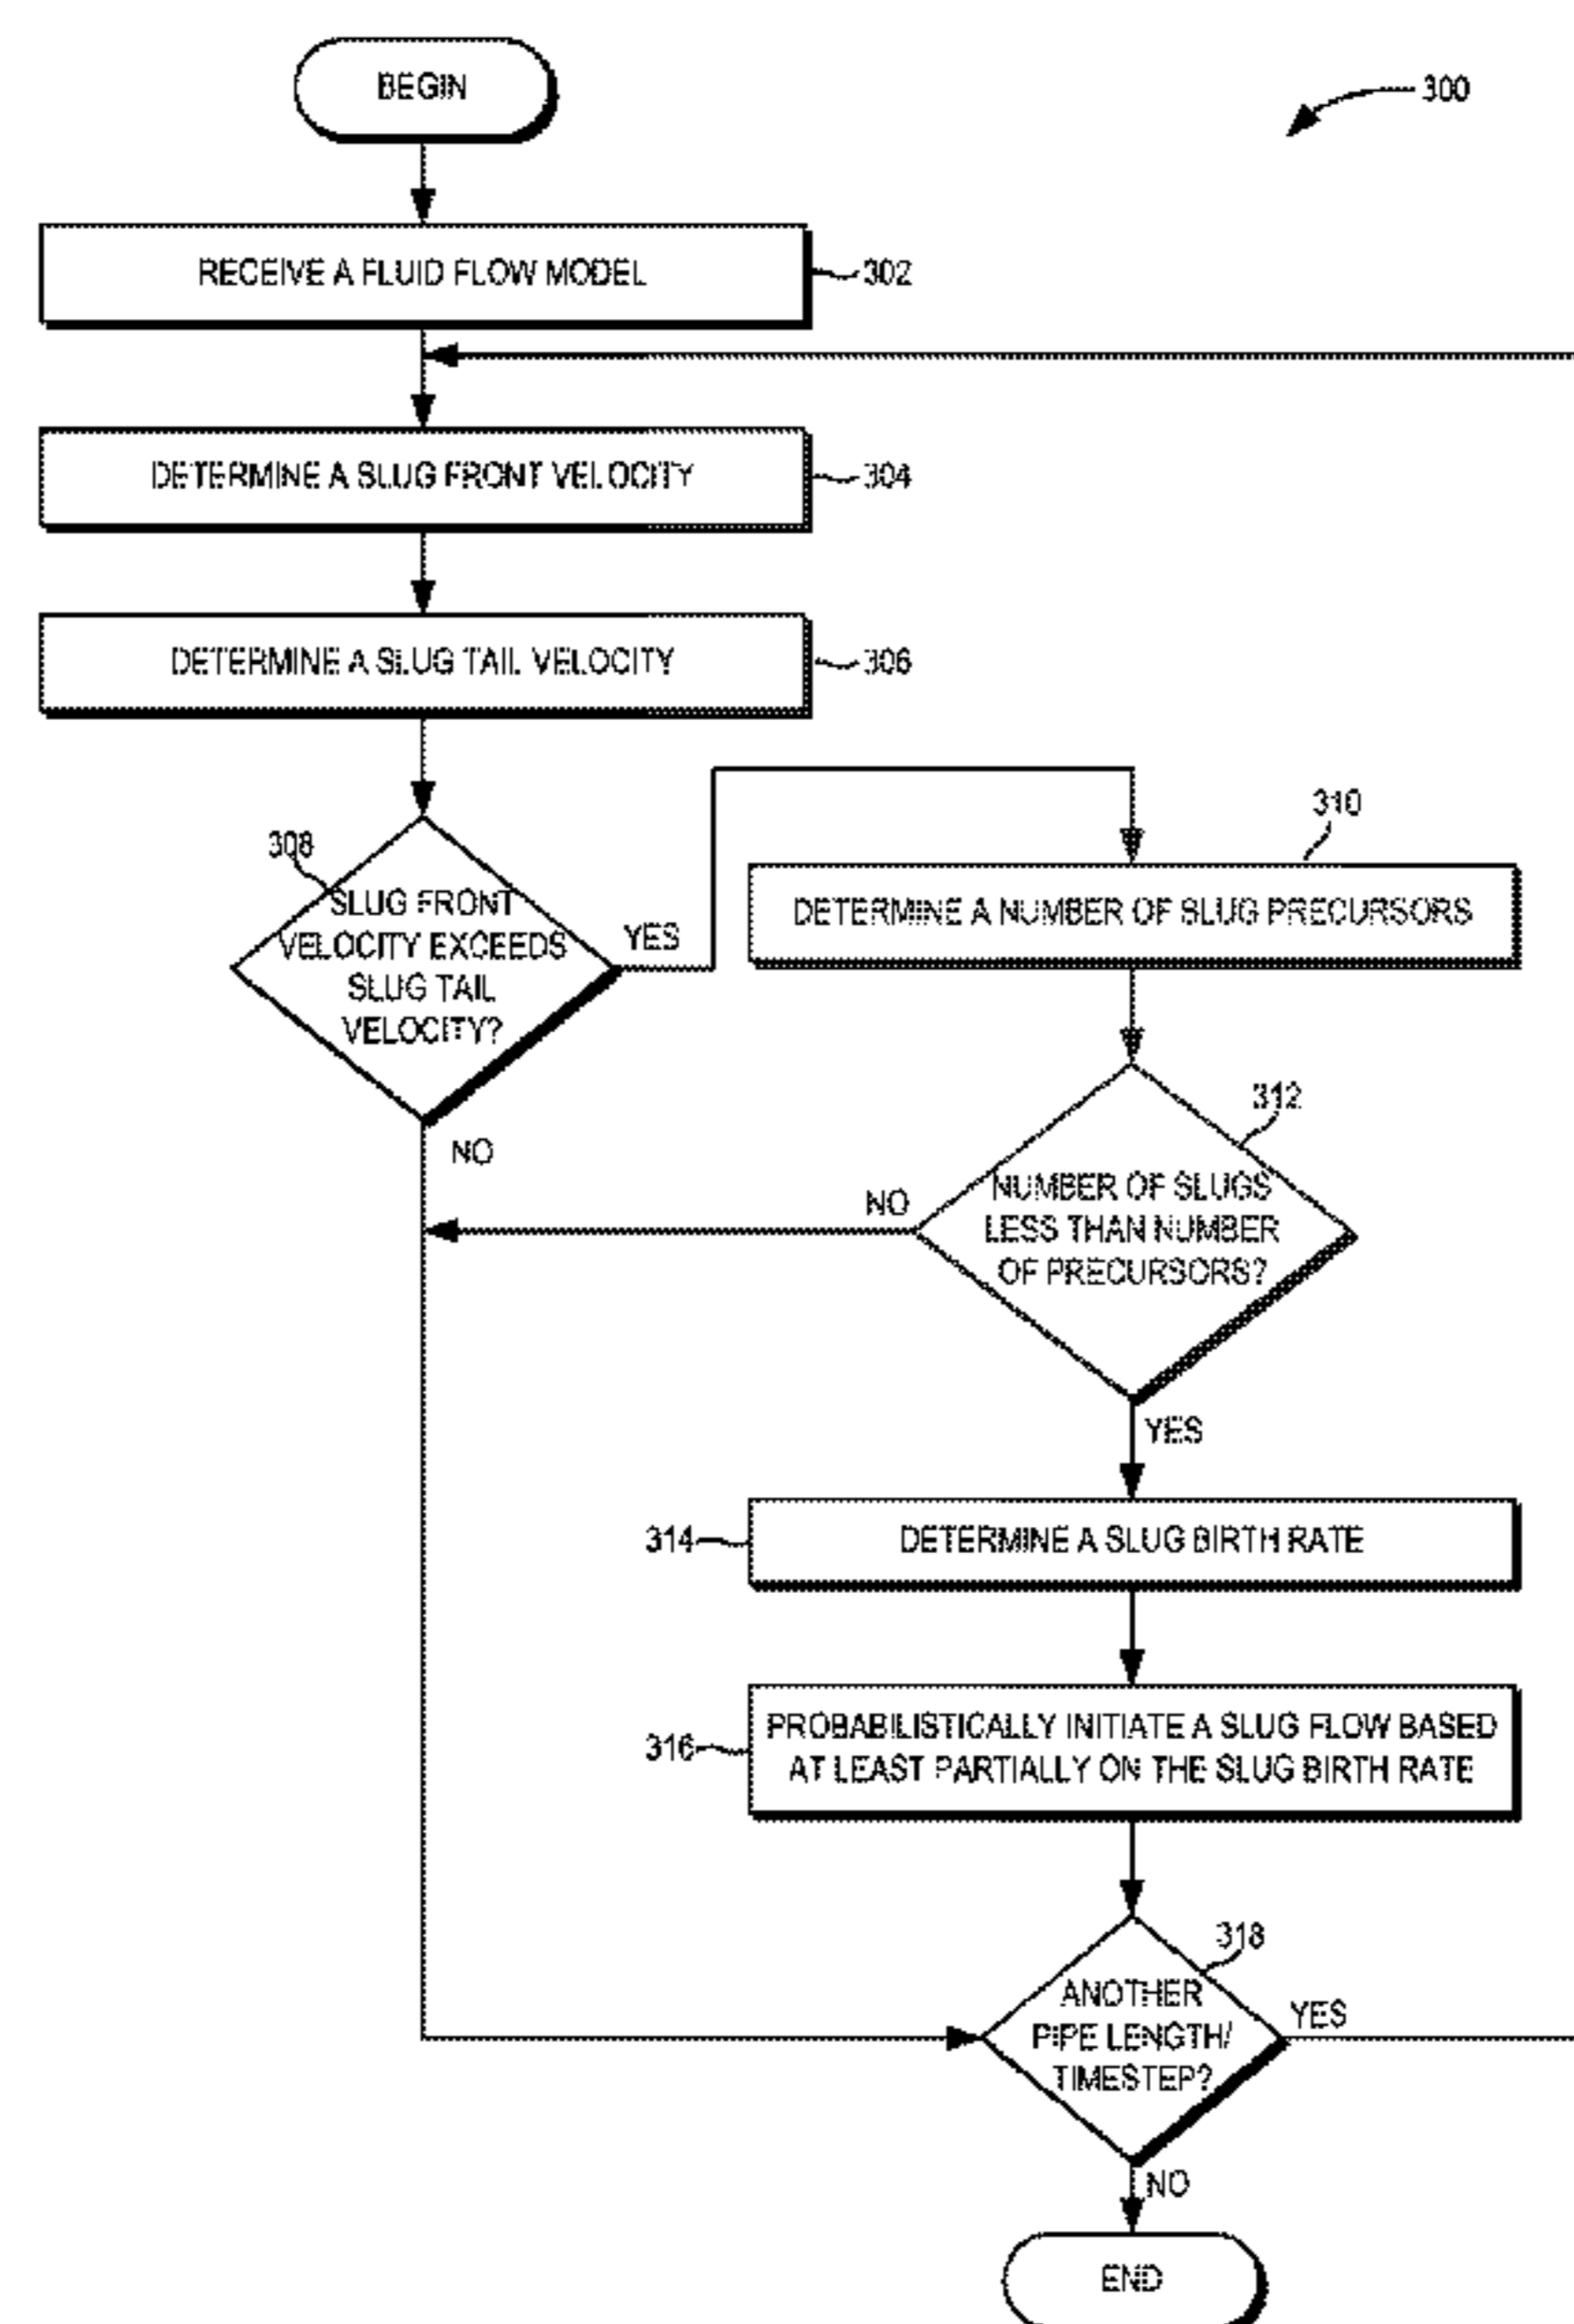 BEGIN
300
RECEIVE A FLUID FLOW MODEL
302
DETERMINE A SLUG FRONT VELOCITY
304
DETERMINE A SLUG TAIL VELOCITY
306
308
SLUG FRONT
VELOCITY EXCEEDS
SLUG TAIL
VELOCITY?
YES
NO
310
DETERMINE A NUMBER OF SLUG PRECURSORS
312
NUMBER OF SLUGS
LESS THAN NUMBER
OF PRECURSORS?
NO
YES
314
DETERMINE A SLUG BIRTH RATE
316
PROBABILISTICALLY INITIATE A SLUG FLOW BASED
AT LEAST PARTIALLY ON THE SLUG BIRTH RATE
318
ANOTHER
PIPE LENGTH/
TIMESTEP?
YES
NO
END